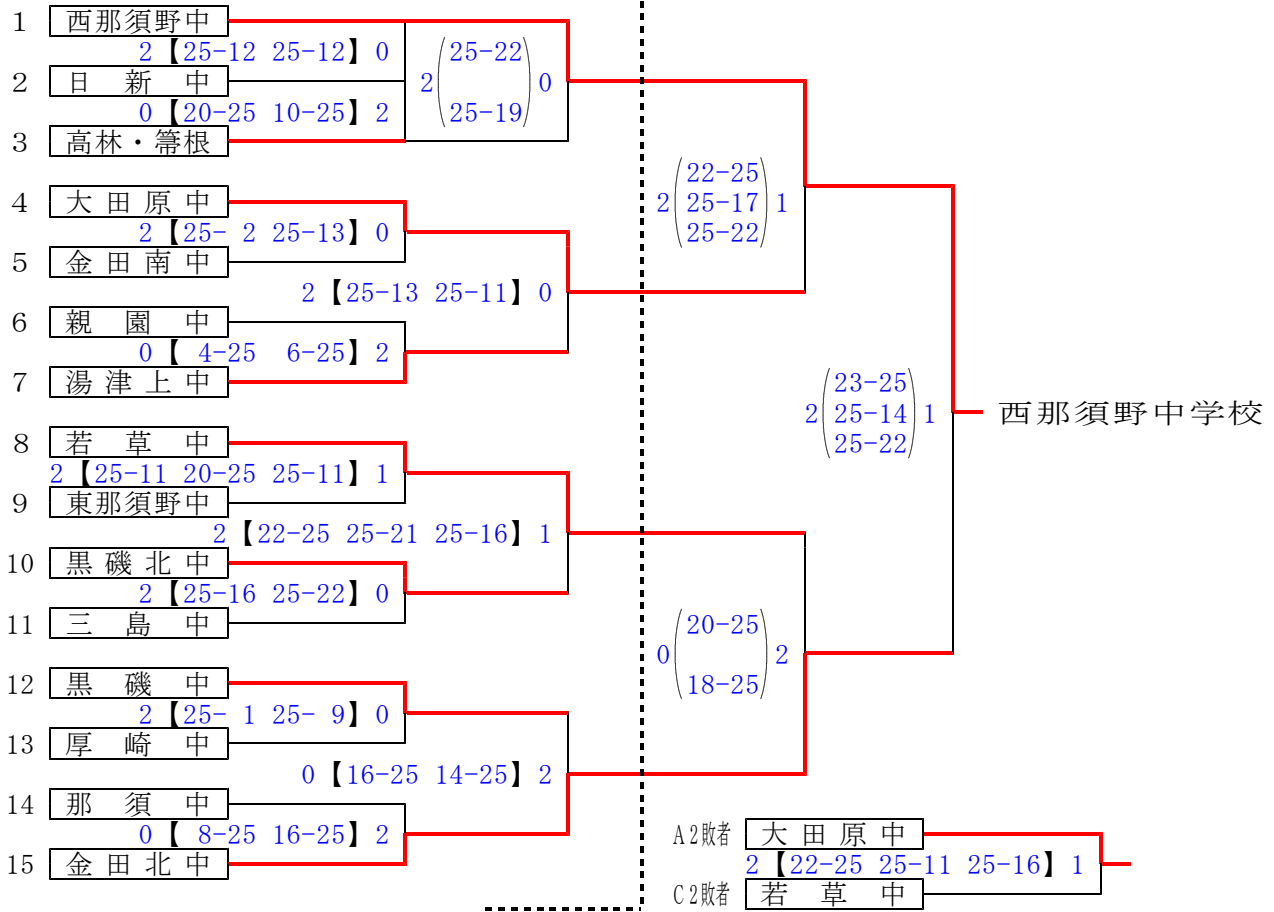 1 西那須野中
2 【25-12 25-12】 0
2 日新中
0 【20-25 10-25】 2
3 高林・箒根
2 (25-22 25-19) 0
4 大田原中
2 【25- 2 25-13】 0
5 金田南中
2 【25-13 25-11】 0
6 親園中
0 【 4-25  6-25】 2
7 湯津上中
2 (22-25 25-17 25-22) 1
8 若草中
2 【25-11 20-25 25-11】 1
9 東那須野中
2 【22-25 25-21 25-16】 1
10 黒磯北中
2 【25-16 25-22】 0
11 三島中
12 黒磯中
2 【25- 1 25- 9】 0
13 厚崎中
0 【16-25 14-25】 2
14 那須中
0 【 8-25 16-25】 2
15 金田北中
0 (20-25 18-25) 2
2 (23-25 25-14 25-22) 1
西那須野中学校
A2敗者 大田原中
2 【22-25 25-11 25-16】 1
C2敗者 若草中